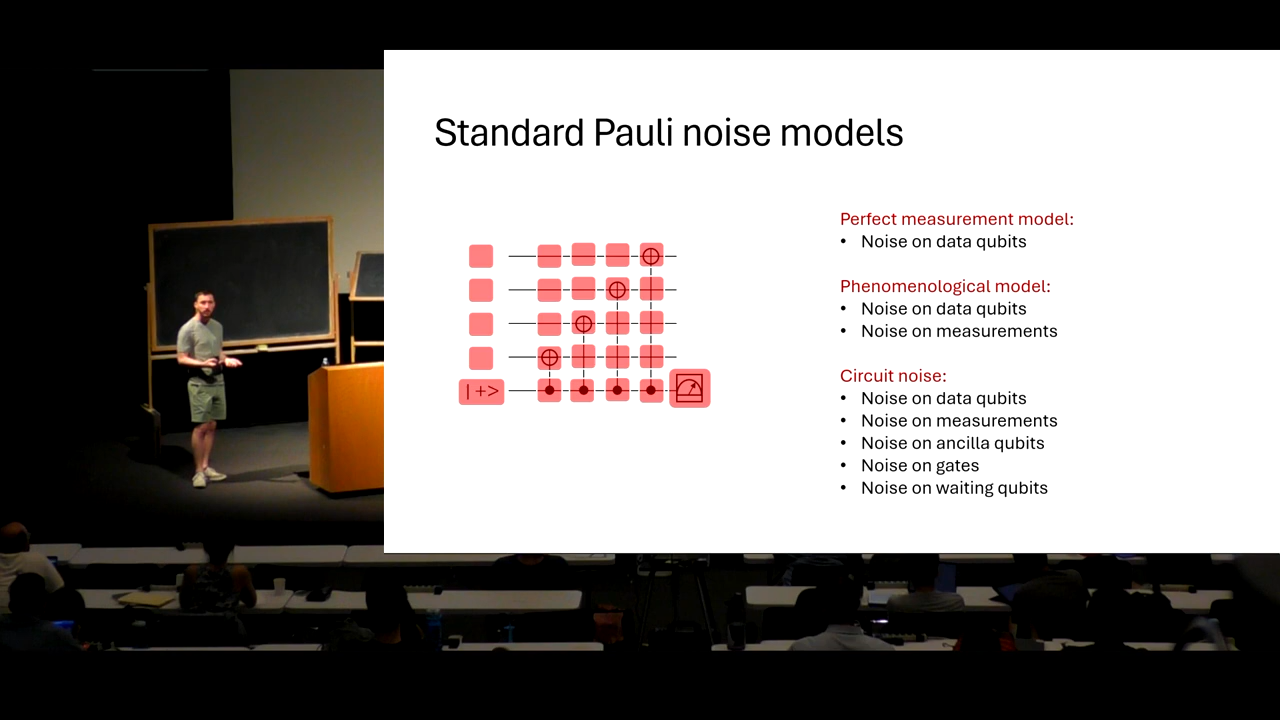 Standard Pauli noise models
| +>
Perfect measurement model:
• Noise on data qubits
Phenomenological model:
• Noise on data qubits
• Noise on measurements
Circuit noise:
• Noise on data qubits
• Noise on measurements
• Noise on ancilla qubits
• Noise on gates
• Noise on waiting qubits